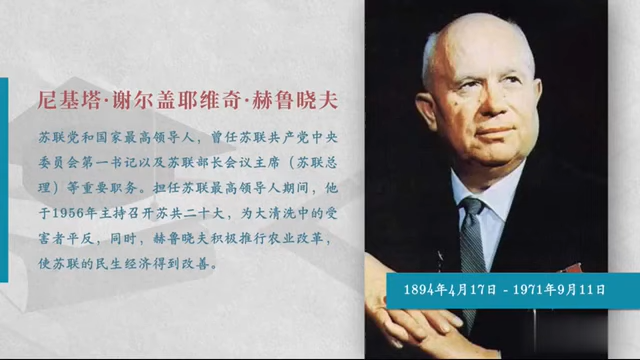 尼基塔·谢尔盖耶维奇·赫鲁晓夫
苏联党和国家最高领导人，曾任苏联共产党中央
委员会第一书记以及苏联部长会议主席（苏联总
理）等重要职务。担任苏联最高领导人期间，他
于1956年主持召开苏共二十大，为大清洗中的受
害者平反，同时，赫鲁晓夫积极推行农业改革，
使苏联的民生经济得到改善。
1894年4月17日 - 1971年9月11日